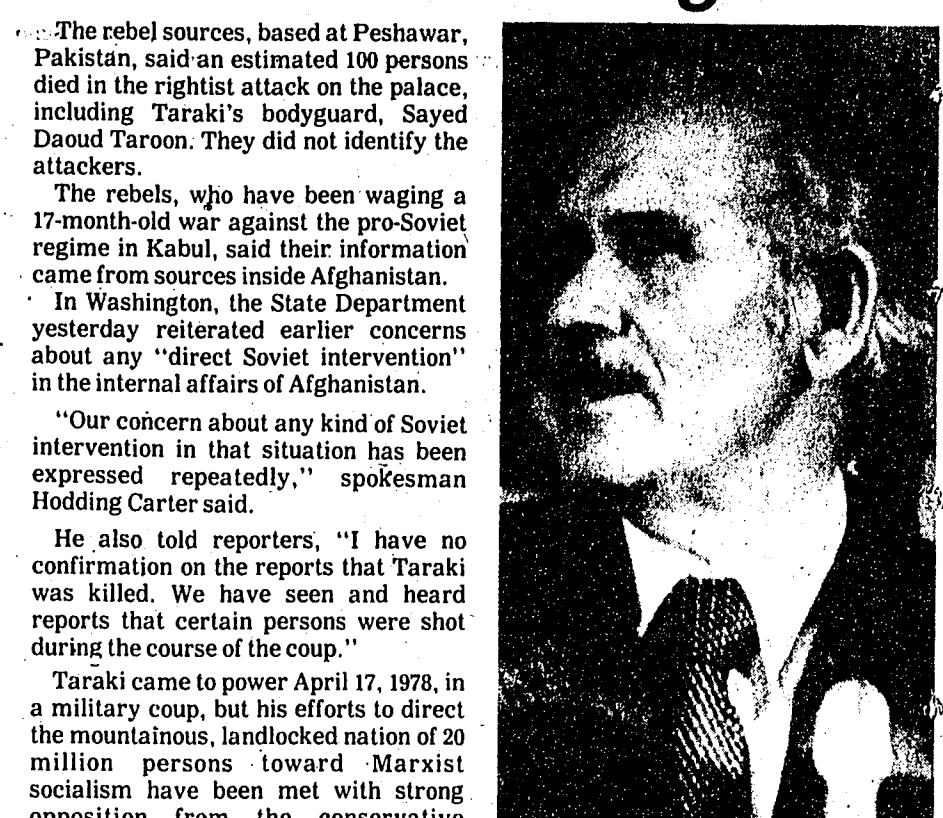 The rebel sources, based at Peshawar,
Pakistan, said an estimated 100 persons
died in the rightist attack on the palace,
including Taraki's bodyguard, Sayed
Daoud Taroon. They did not identify the
attackers.
The rebels, who have been waging a
17-month-old war against the pro-Soviet
regime in Kabul, said their information
came from sources inside Afghanistan.
In Washington, the State Department
yesterday reiterated earlier concerns
about any "direct Soviet intervention"
in the internal affairs of Afghanistan.
"Our concern about any kind of Soviet
intervention in that situation has been
expressed repeatedly," spokesman
Hodding Carter said.
He also told reporters, "I have no
confirmation on the reports that Taraki
was killed. We have seen and heard
reports that certain persons were shot
during the course of the coup."
Taraki came to power April 17, 1978, in
a military coup, but his efforts to direct
the mountainous, landlocked nation of 20
million persons toward Marxist
socialism have been met with strong
opposition from the conservative